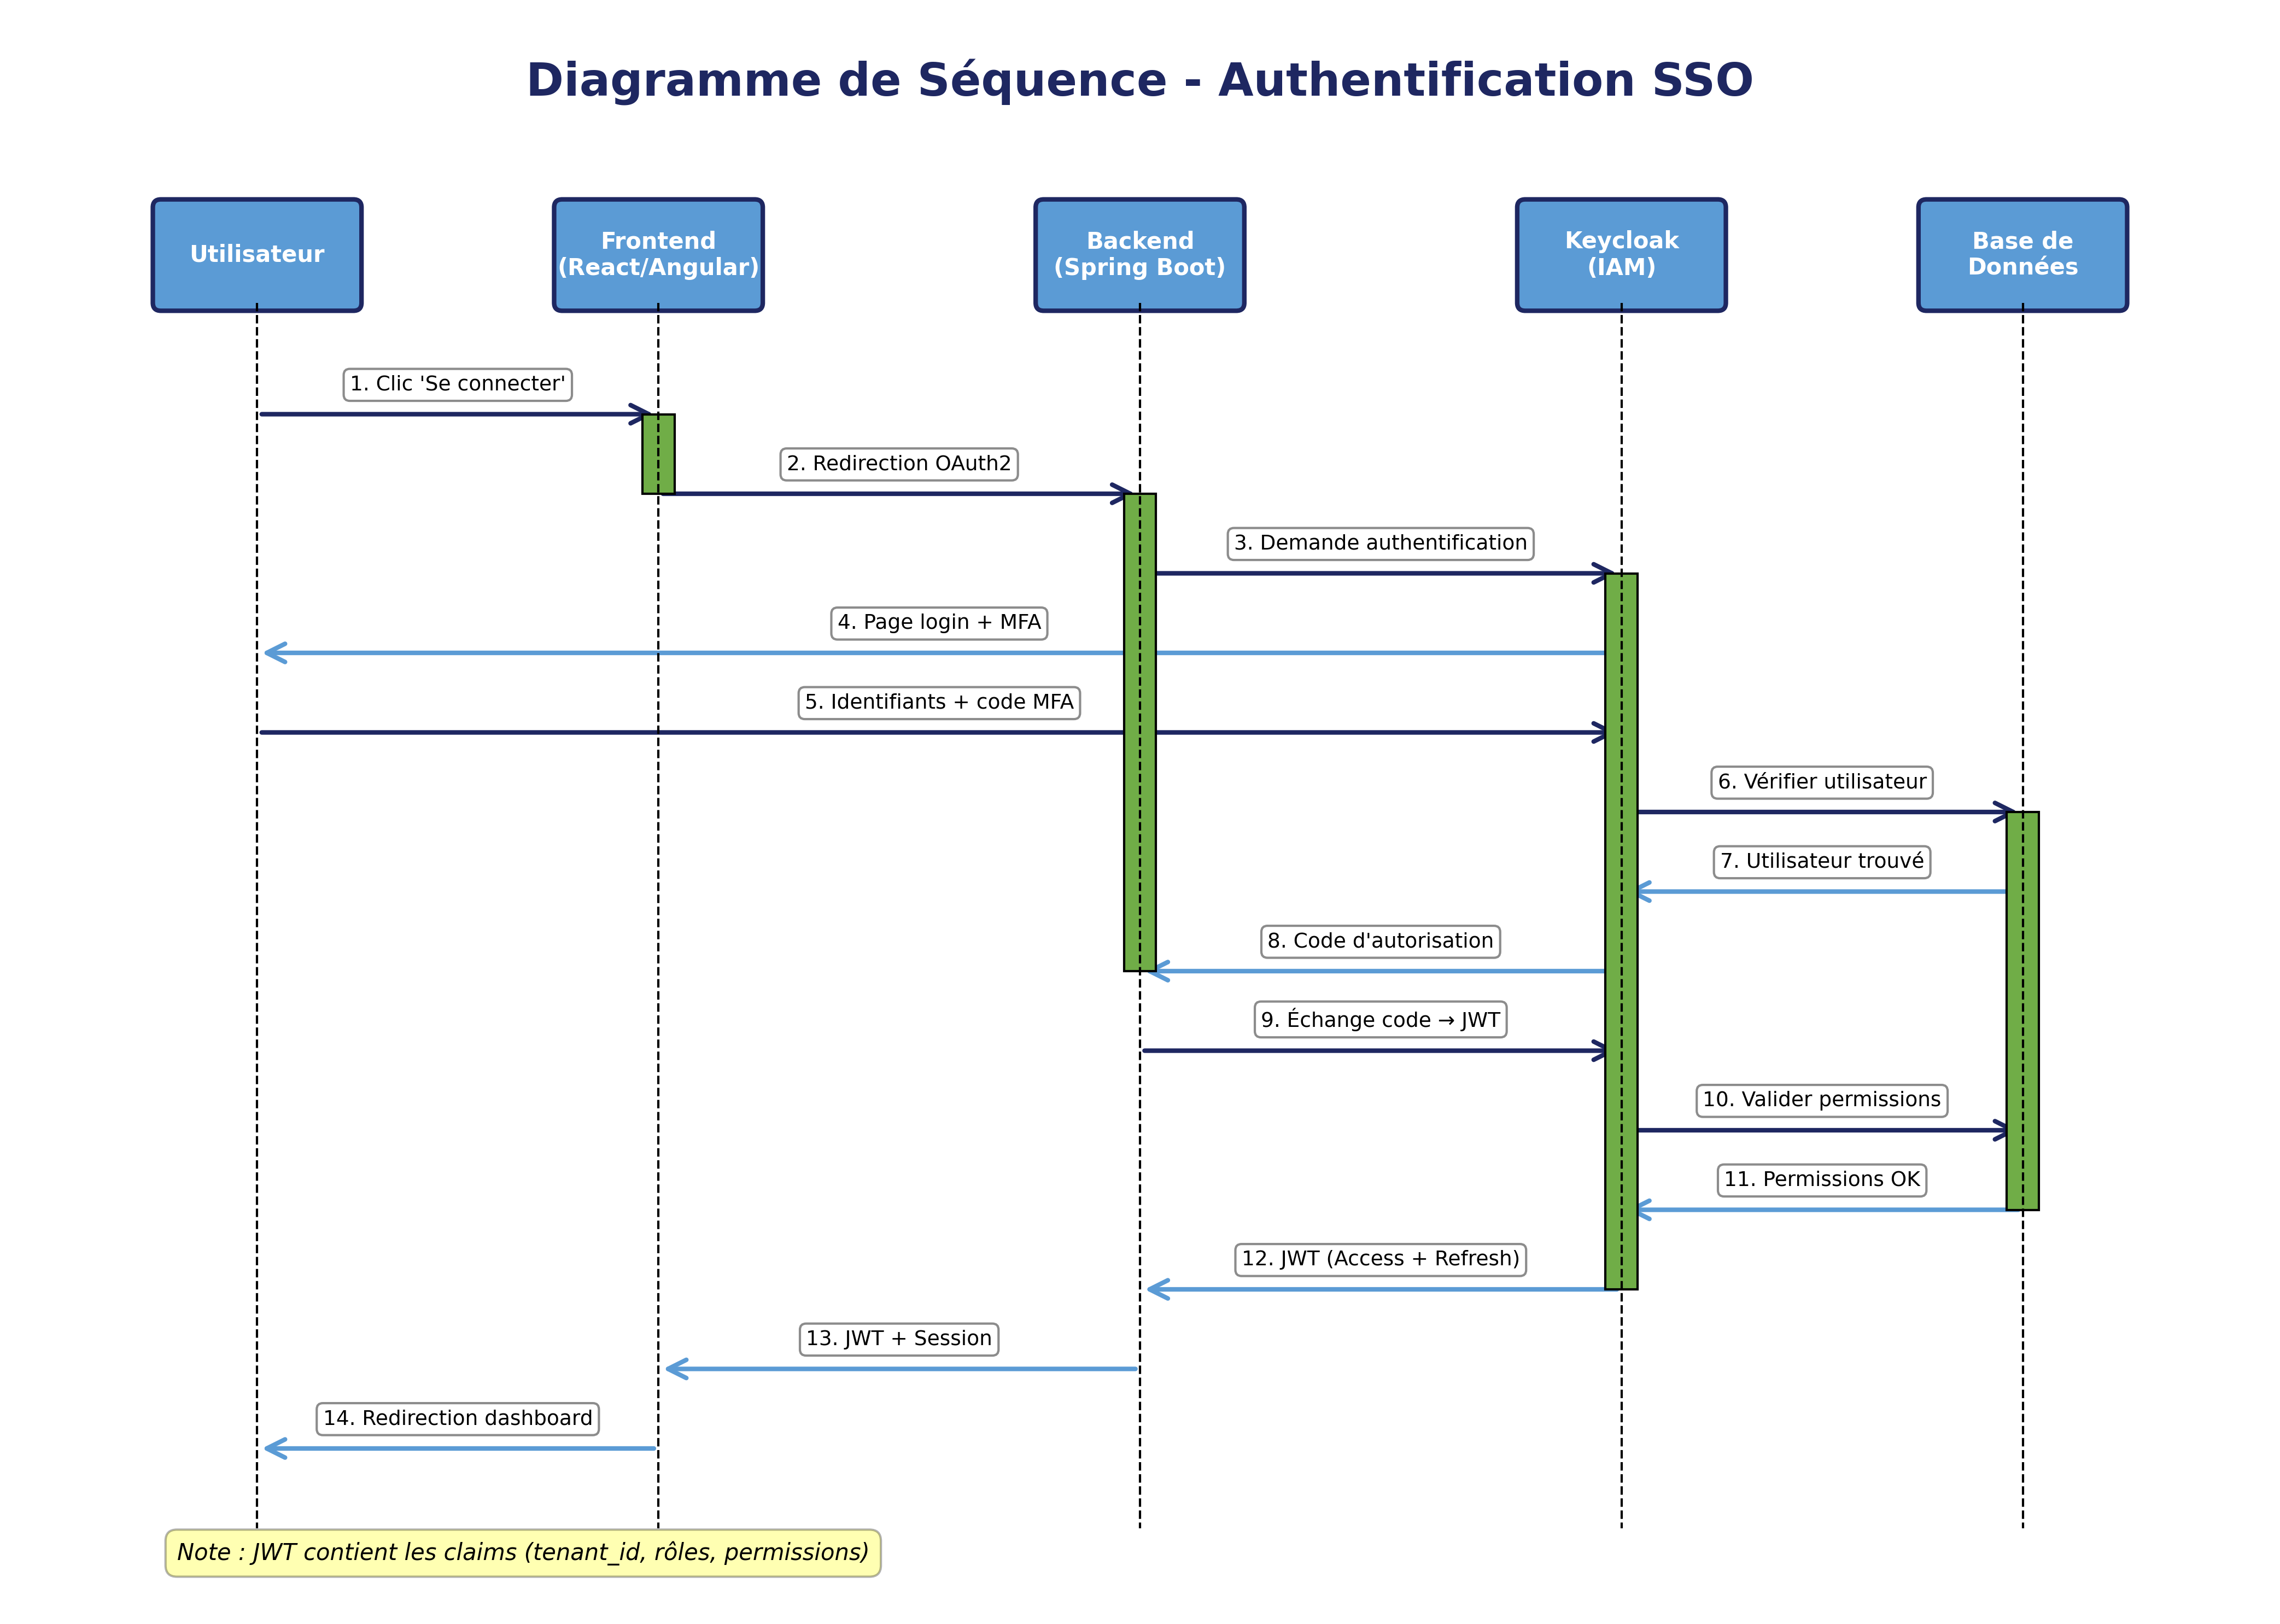 Diagramme de Séquence - Authentification SSO
Utilisateur
Frontend
(React/Angular)
Backend
(Spring Boot)
Keycloak
(IAM)
Base de
Données
1. Clic 'Se connecter'
2. Redirection OAuth2
3. Demande authentification
4. Page login + MFA
5. Identifiants + code MFA
6. Vérifier utilisateur
7. Utilisateur trouvé
8. Code d'autorisation
9. Échange code → JWT
10. Valider permissions
11. Permissions OK
12. JWT (Access + Refresh)
13. JWT + Session
14. Redirection dashboard
Note : JWT contient les claims (tenant_id, rôles, permissions)